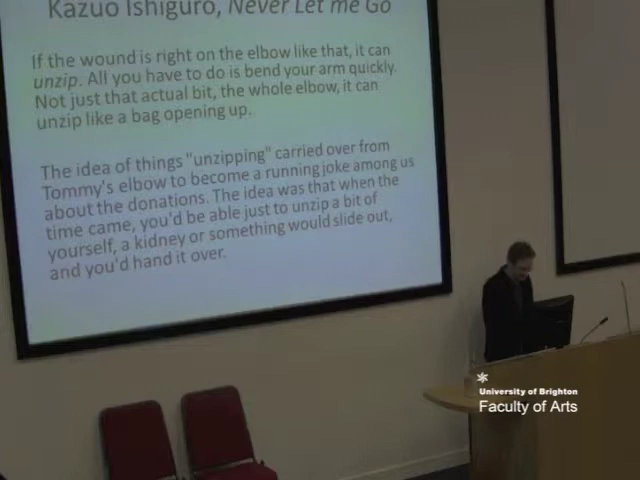 Kazuo Ishiguro, Never Let me Go
If the wound is right on the elbow like that, it can
unzip. All you have to do is bend your arm quickly.
Not just that actual bit, the whole elbow, it can
unzip like a bag opening up.
The idea of things "unzipping" carried over from
Tommy's elbow to become a running joke among us
about the donations. The idea was that when the
time came, you'd be able just to unzip a bit of
yourself, a kidney or something would slide out,
and you'd hand it over.
University of Brighton
Faculty of Arts